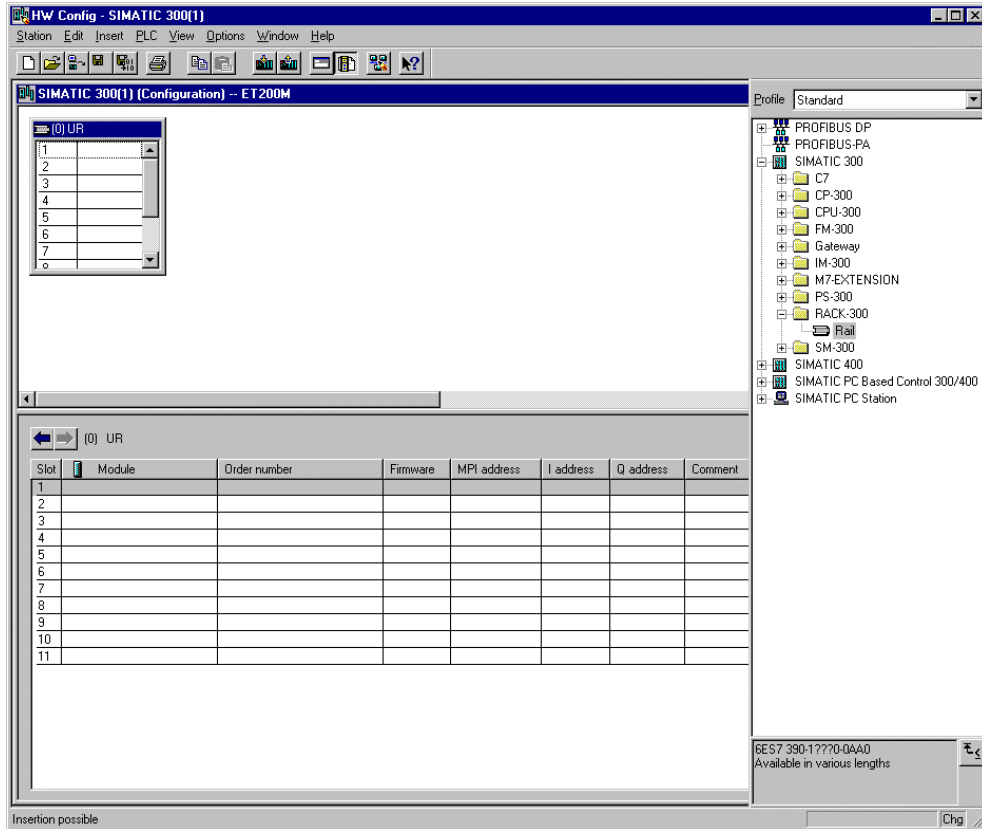 HW Config - SIMATIC 300(1)
Station Edit Insert PLC View Options Window Help
SIMATIC 300(1) (Configuration) -- ET200M
(0) UR
1
2
3
4
5
6
7
Profile Standard
PROFIBUS DP
PROFIBUS-PA
SIMATIC 300
C7
CP-300
CPU-300
FM-300
Gateway
IM-300
M7-EXTENSION
PS-300
RACK-300
Rail
SM-300
SIMATIC 400
SIMATIC PC Based Control 300/400
SIMATIC PC Station
(0) UR
Slot Module Order number Firmware MPI address I address Q address Comment
1
2
3
4
5
6
7
8
9
10
11
6ES7 390-1???0-0AA0
Available in various lengths
Insertion possible
Chg